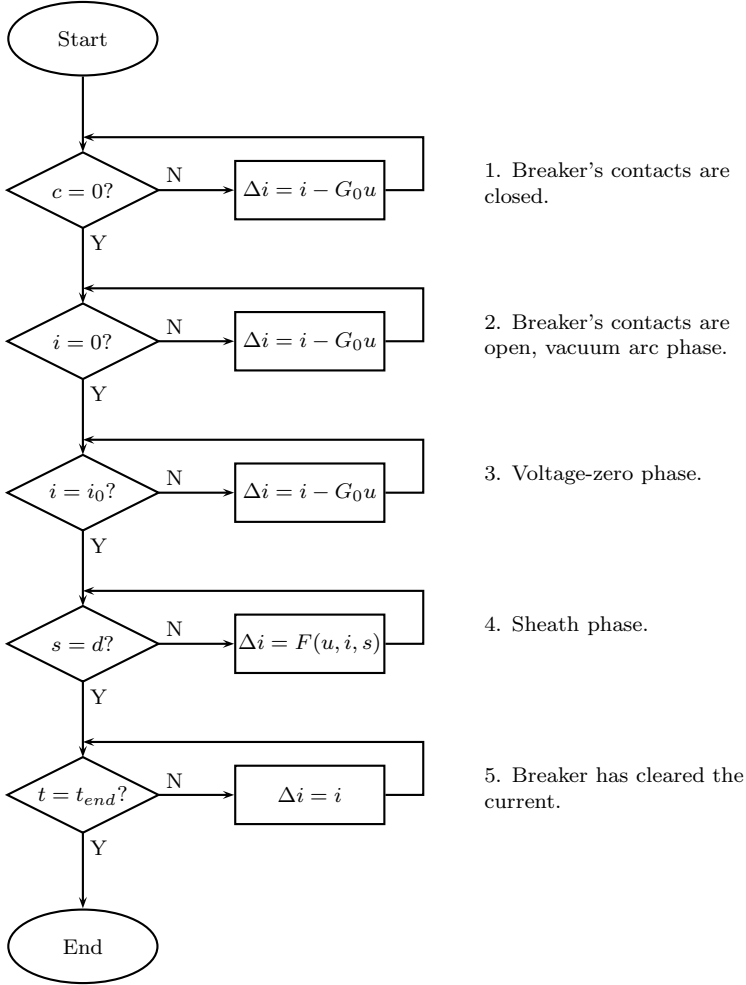 Start
c = 0?
N
Δi = i − G₀u
1. Breaker's contacts are
closed.
Y
i = 0?
N
Δi = i − G₀u
2. Breaker's contacts are
open, vacuum arc phase.
Y
i = i₀?
N
Δi = i − G₀u
3. Voltage-zero phase.
Y
s = d?
N
Δi = F(u, i, s)
4. Sheath phase.
Y
t = t_end?
N
Δi = i
5. Breaker has cleared the
current.
Y
End